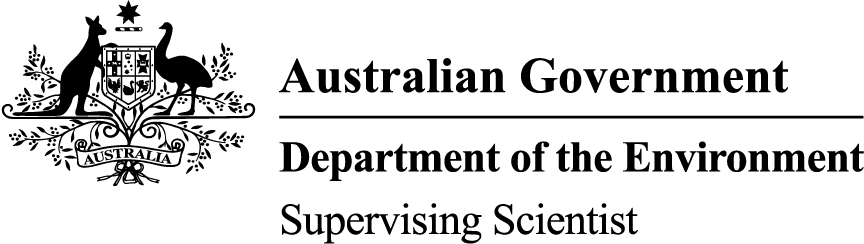 Australian Government
Department of the Environment
Supervising Scientist
AUSTRALIA